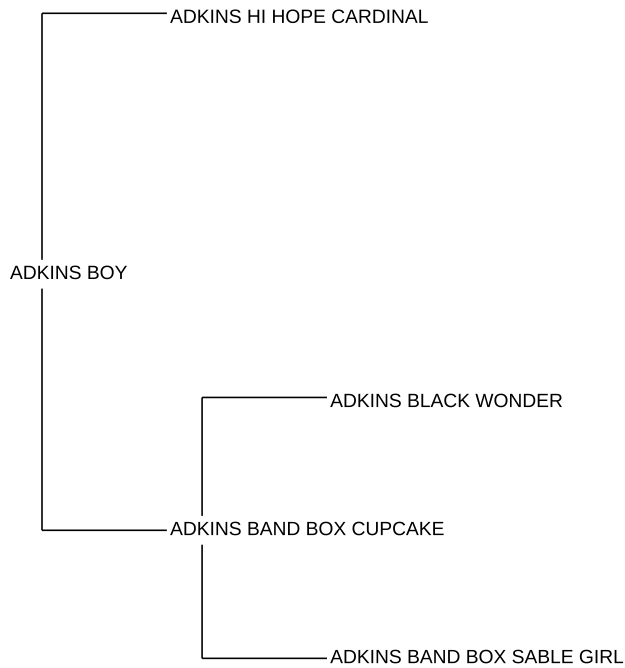 ADKINS HI HOPE CARDINAL
ADKINS BOY
ADKINS BLACK WONDER
ADKINS BAND BOX CUPCAKE
ADKINS BAND BOX SABLE GIRL